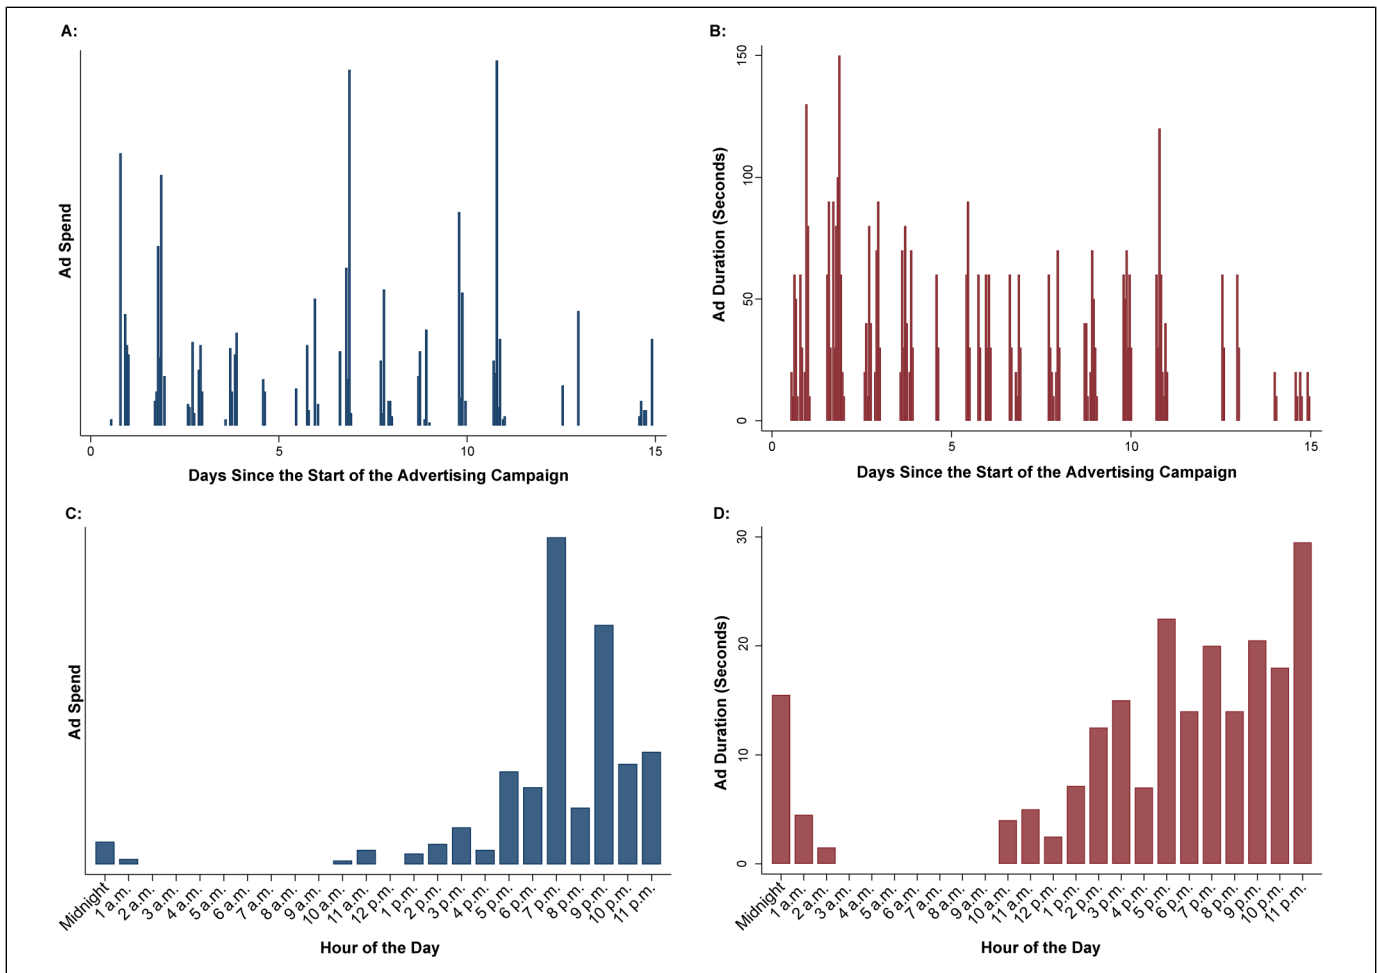 A:
Ad Spend
0 5 10 15
Days Since the Start of the Advertising Campaign
B:
Ad Duration (Seconds)
150
100
50
0
0 5 10 15
Days Since the Start of the Advertising Campaign
C:
Ad Spend
Midnight 1 a.m. 2 a.m. 3 a.m. 4 a.m. 5 a.m. 6 a.m. 7 a.m. 8 a.m. 9 a.m. 10 a.m. 11 a.m. 12 p.m. 1 p.m. 2 p.m. 3 p.m. 4 p.m. 5 p.m. 6 p.m. 7 p.m. 8 p.m. 9 p.m. 10 p.m. 11 p.m.
Hour of the Day
D:
Ad Duration (Seconds)
30
20
10
0
Midnight 1 a.m. 2 a.m. 3 a.m. 4 a.m. 5 a.m. 6 a.m. 7 a.m. 8 a.m. 9 a.m. 10 a.m. 11 a.m. 12 p.m. 1 p.m. 2 p.m. 3 p.m. 4 p.m. 5 p.m. 6 p.m. 7 p.m. 8 p.m. 9 p.m. 10 p.m. 11 p.m.
Hour of the Day